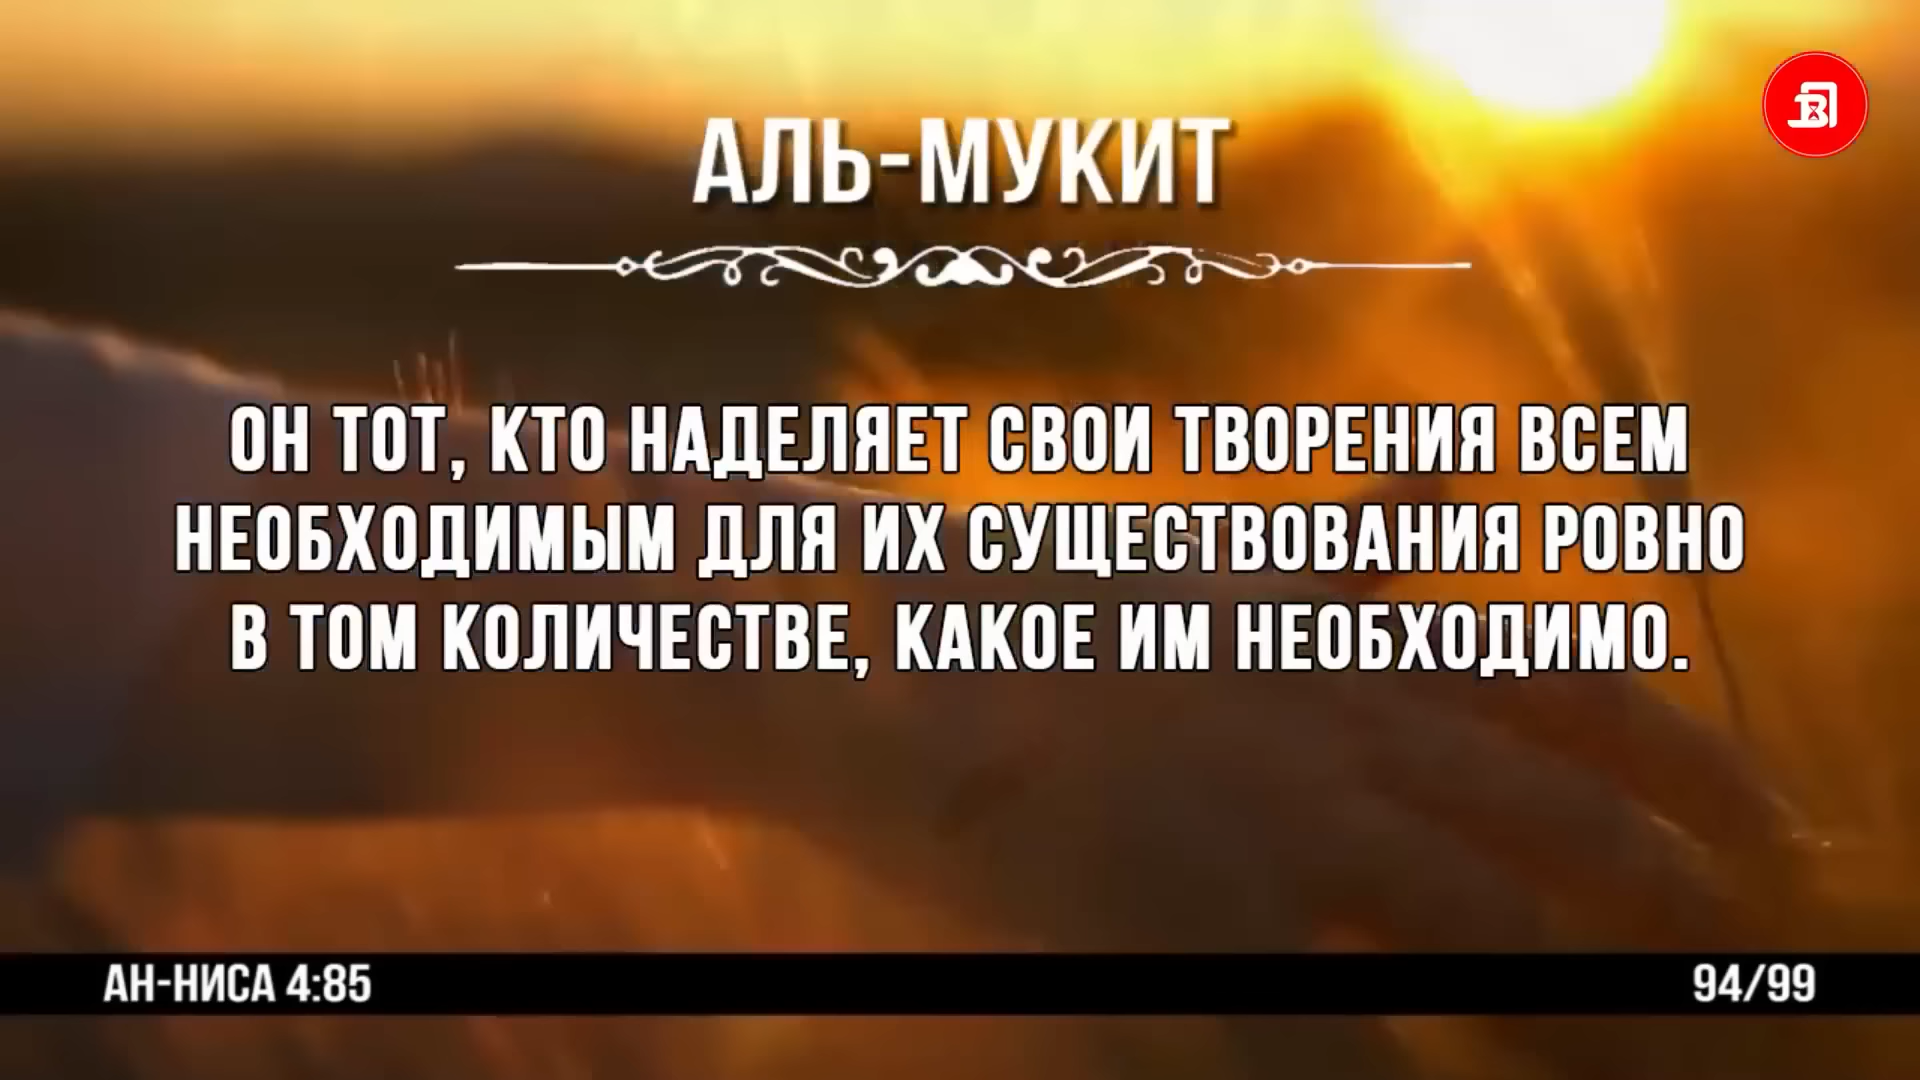 АЛЬ-МУКИТ
ОН ТОТ, КТО НАДЕЛЯЕТ СВОИ ТВОРЕНИЯ ВСЕМ
НЕОБХОДИМЫМ ДЛЯ ИХ СУЩЕСТВОВАНИЯ РОВНО
В ТОМ КОЛИЧЕСТВЕ, КАКОЕ ИМ НЕОБХОДИМО.
АН-НИСА 4:85
94/99